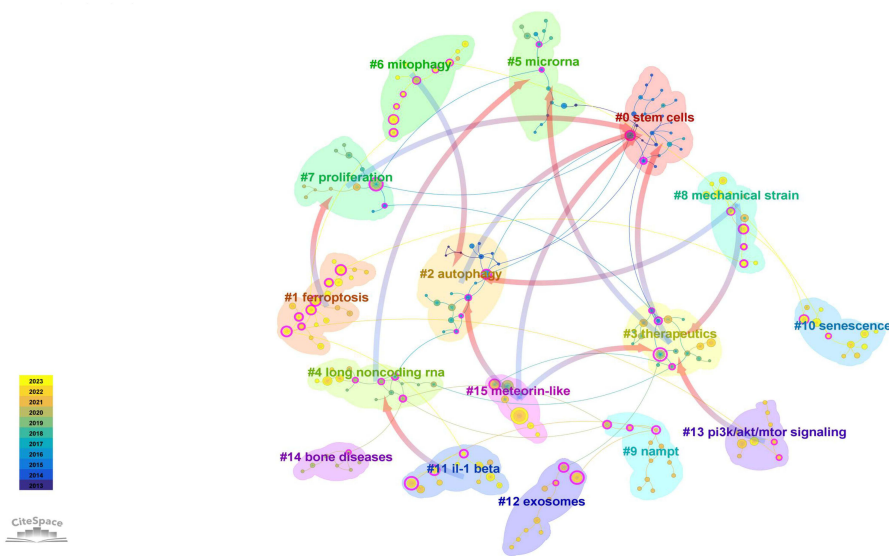 #5 microrna
#6 mitophagy
#0 stem cells
#7 proliferation
#8 mechanical strain
#2 autophagy
#1 ferroptosis
#10 senescence
#3 therapeutics
#4 long noncoding rna
#15 meteorin-like
#13 pi3k/akt/mtor signaling
#9 nampt
#14 bone diseases
#11 il-1 beta
#12 exosomes
2023
2022
2021
2020
2019
2018
2017
2016
2015
2014
2013
CiteSpace